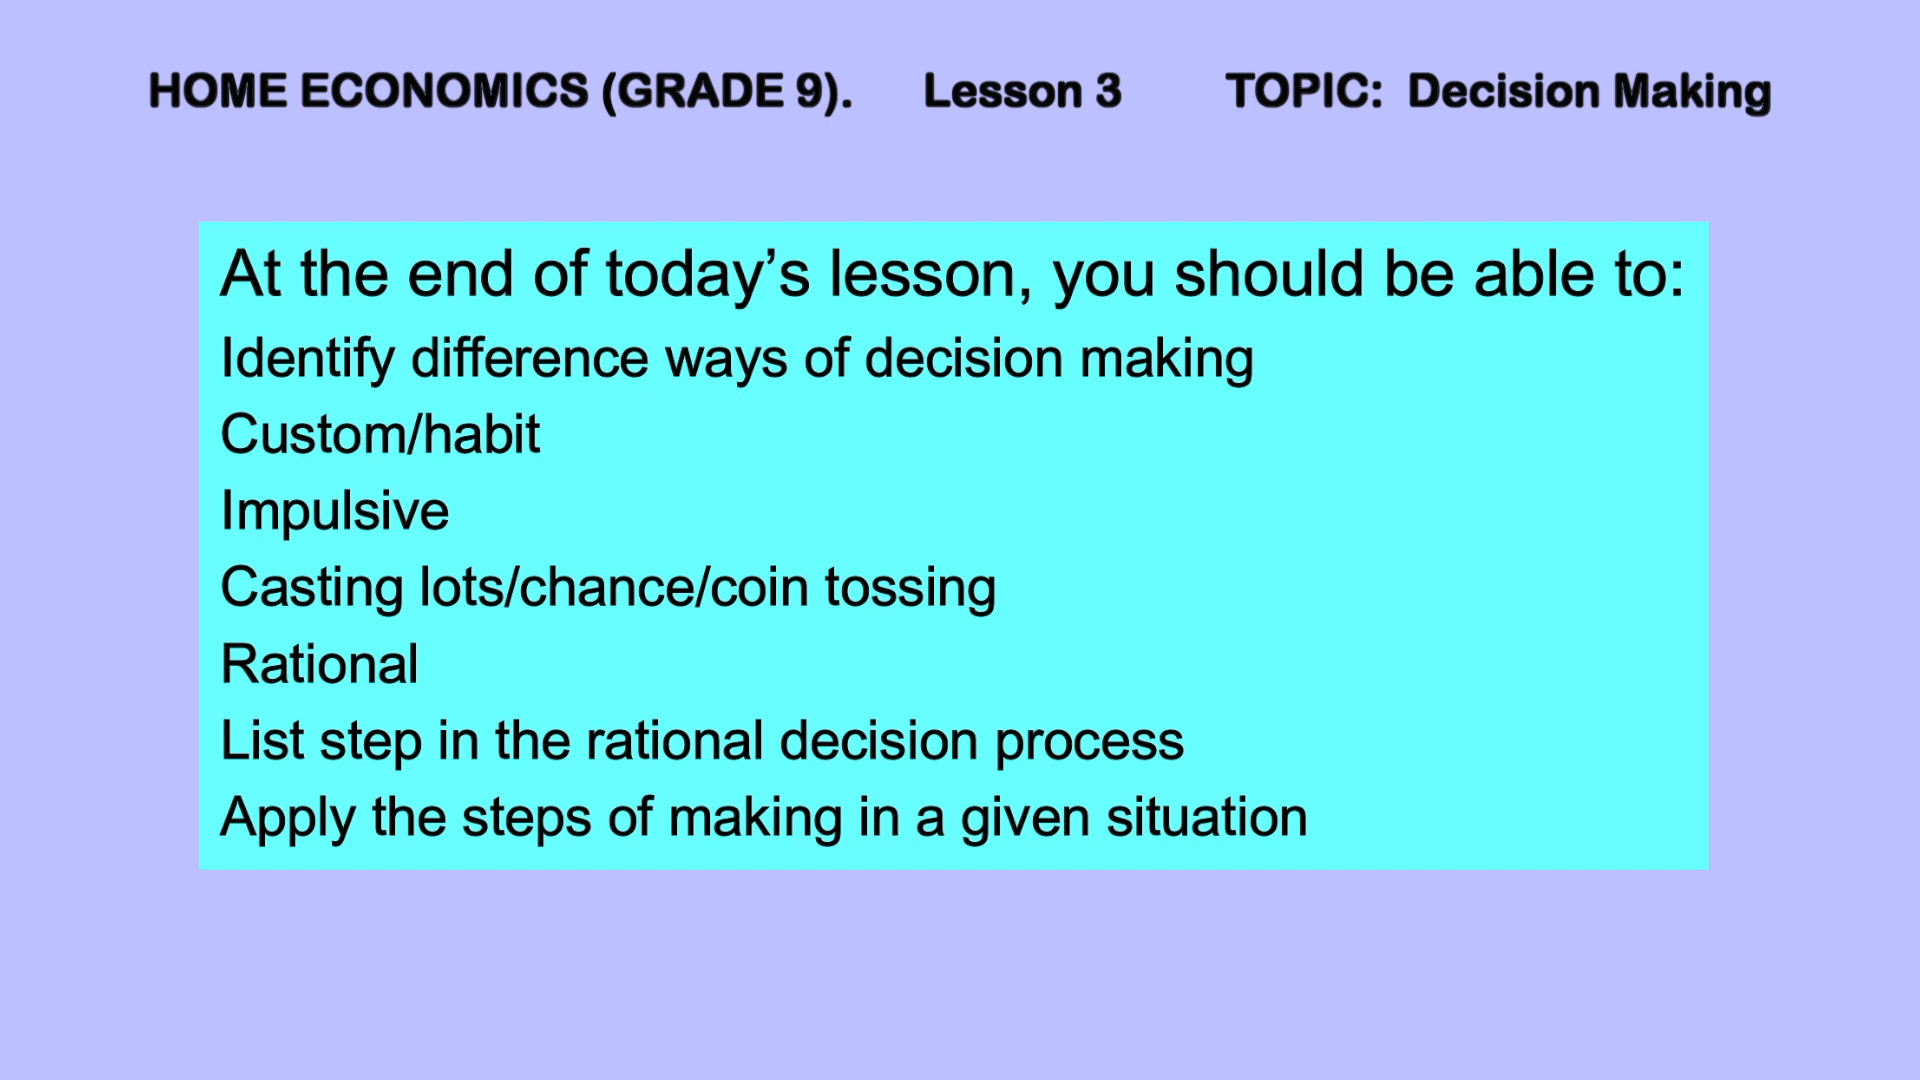 HOME ECONOMICS (GRADE 9). Lesson 3 TOPIC: Decision Making
At the end of today’s lesson, you should be able to:
Identify difference ways of decision making
Custom/habit
Impulsive
Casting lots/chance/coin tossing
Rational
List step in the rational decision process
Apply the steps of making in a given situation